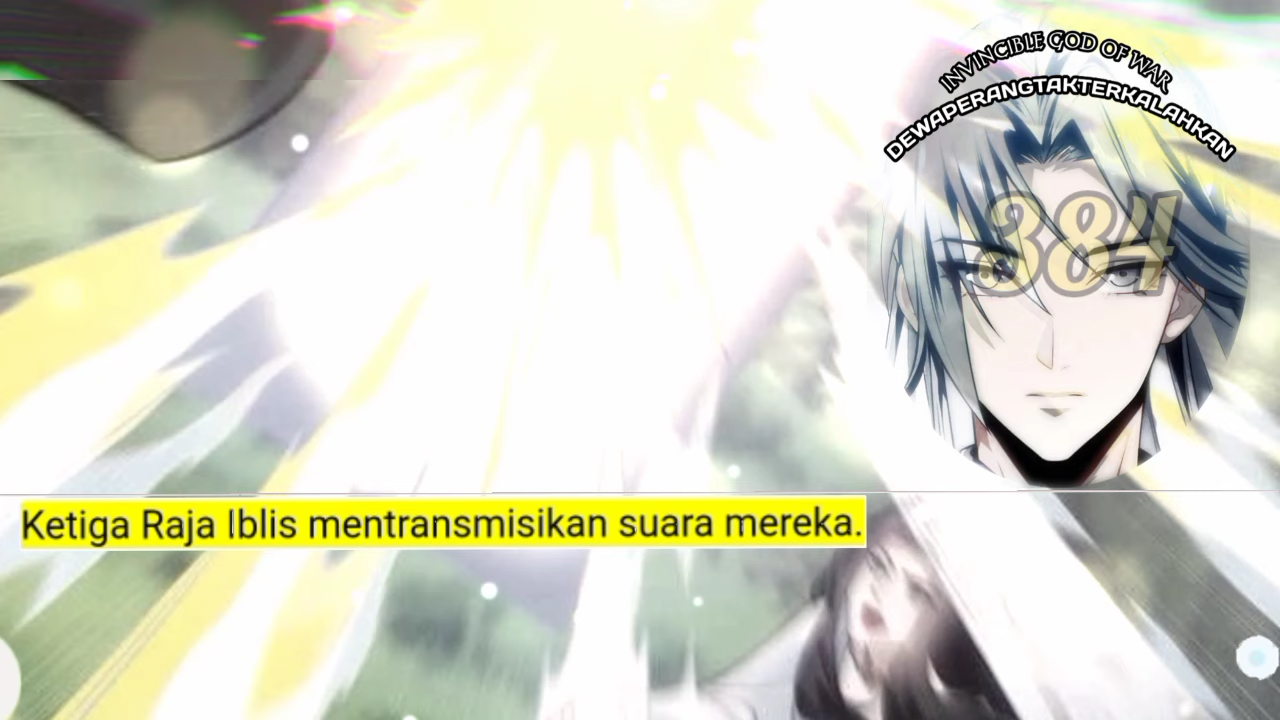 INVINCIBLE GOD OF WAR
DEWAPERANGTAKTERKALAHKAN
384
Ketiga Raja Iblis mentransmisikan suara mereka.